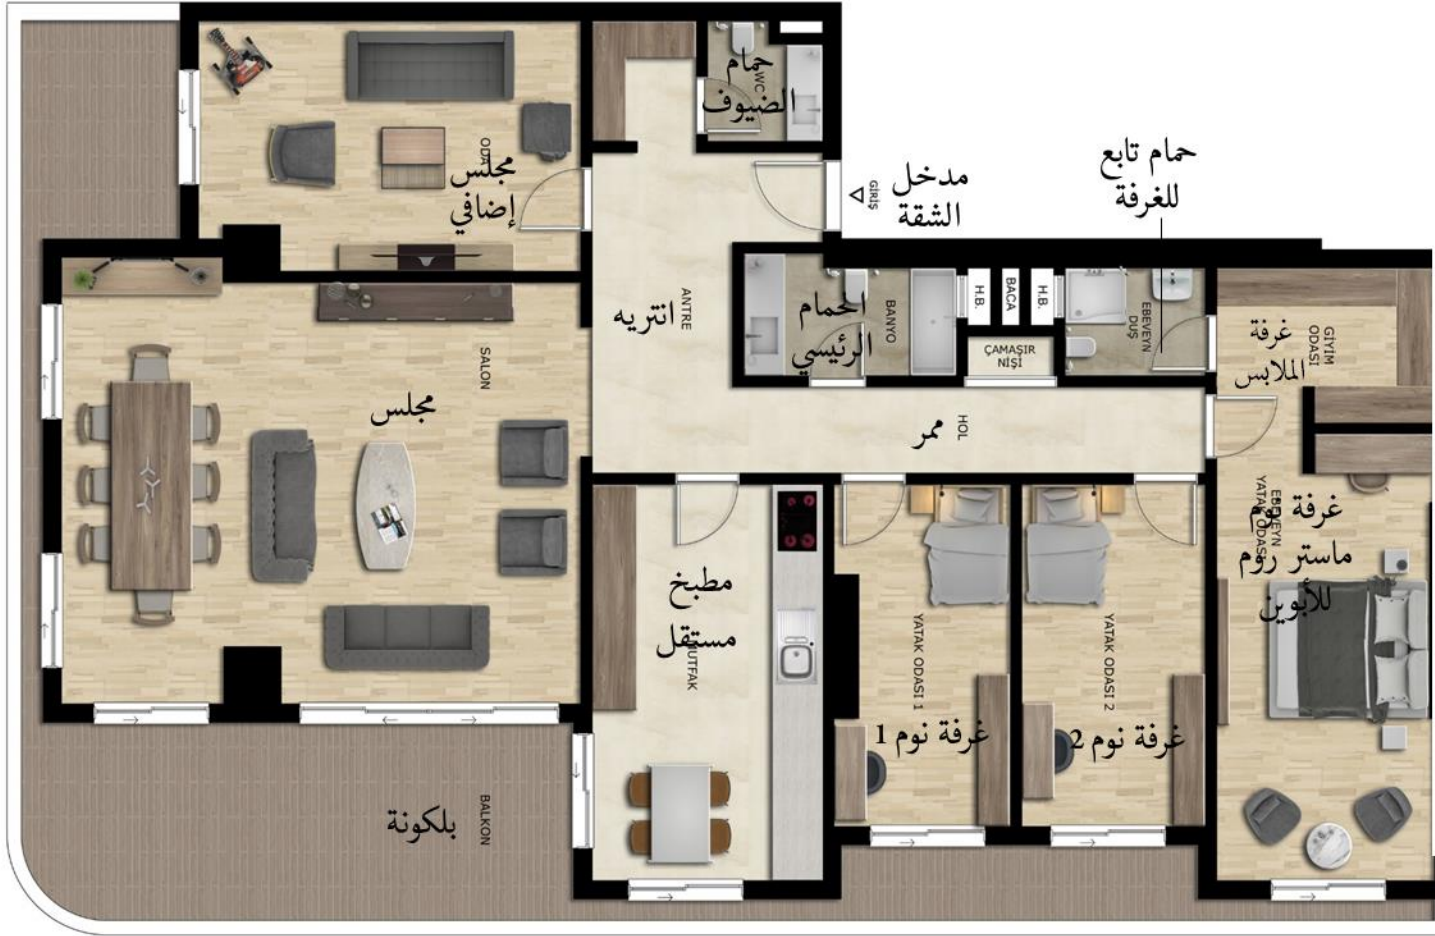 حمام
الضيوف
WC
ODA
مجلس
إضافي
GİRİŞ
مدخل
الشقة
حمام تابع
للغرفة
ANTRE
انتريه
الحمام
الرئيسي
BANYO
H.B.
BACA
H.B.
EBEVEYN
DUŞ
ÇAMAŞIR
NİŞİ
GİYİM
ODASI
غرفة
الملابس
SALON
مجلس
HOL
ممر
EBEVEYN
YATAK ODASI
غرفة نوم
ماستر روم
للأبوين
مطبخ
مستقل
MUTFAK
YATAK ODASI 1
غرفة نوم 1
YATAK ODASI 2
غرفة نوم 2
BALKON
بلكونة